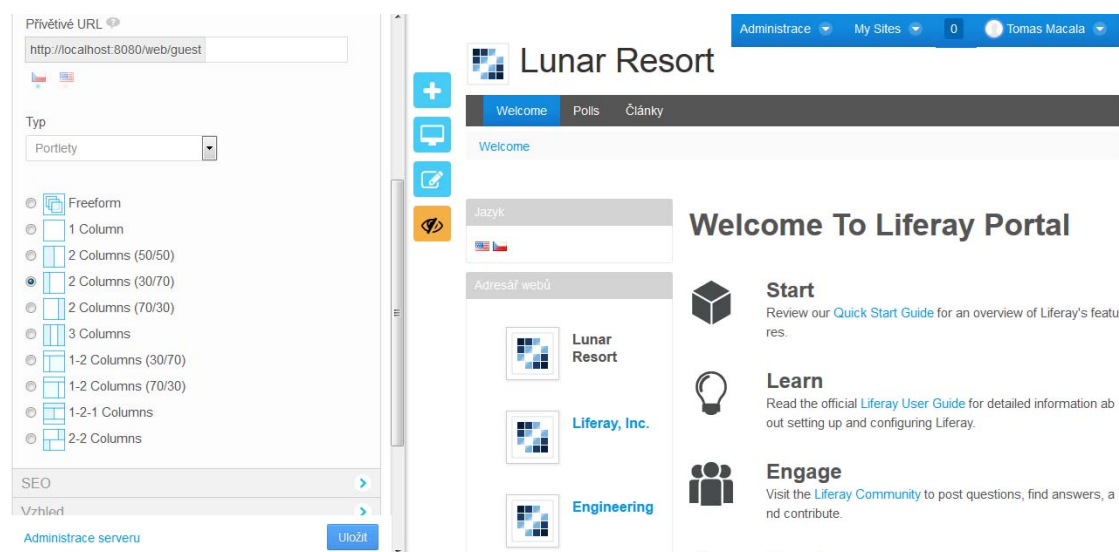 Přívětivé URL
http://localhost:8080/web/guest
Typ
Portlety
Freeform
1 Column
2 Columns (50/50)
2 Columns (30/70)
2 Columns (70/30)
3 Columns
1-2 Columns (30/70)
1-2 Columns (70/30)
1-2-1 Columns
2-2 Columns
SEO
Vzhled
Administrace serveru
Uložit
Administrace
My Sites
0
Tomas Macala
Lunar Resort
Welcome
Polls
Články
Welcome
Jazyk
Adresář webů
Lunar
Resort
Liferay, Inc.
Engineering
Welcome To Liferay Portal
Start
Review our Quick Start Guide for an overview of Liferay's featu
res.
Learn
Read the official Liferay User Guide for detailed information ab
out setting up and configuring Liferay.
Engage
Visit the Liferay Community to post questions, find answers, a
nd contribute.